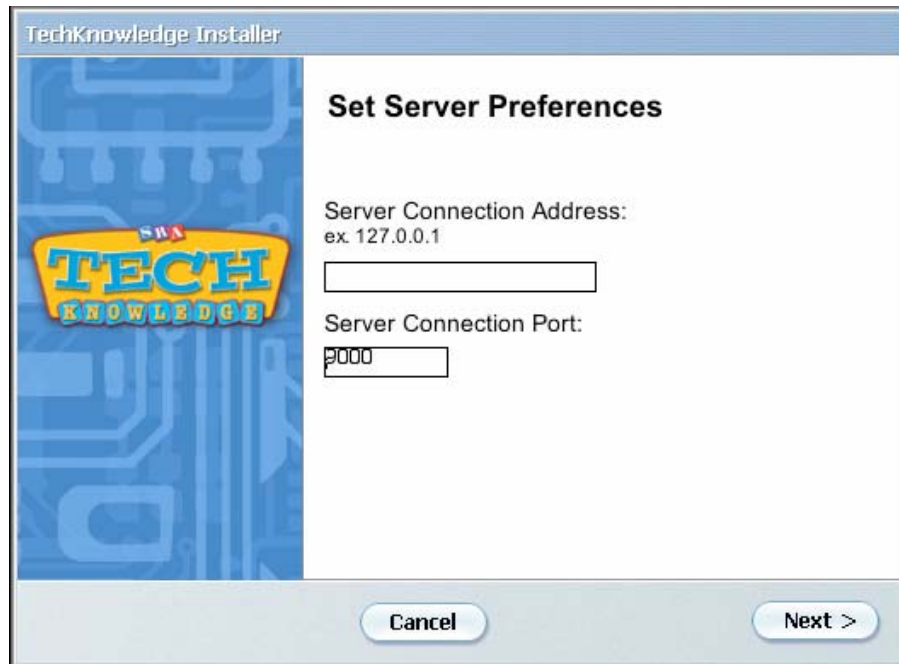 TechKnowledge Installer
Set Server Preferences
SRA
TECH
KNOWLEDGE
Server Connection Address:
ex. 127.0.0.1
Server Connection Port:
9000
Cancel
Next >